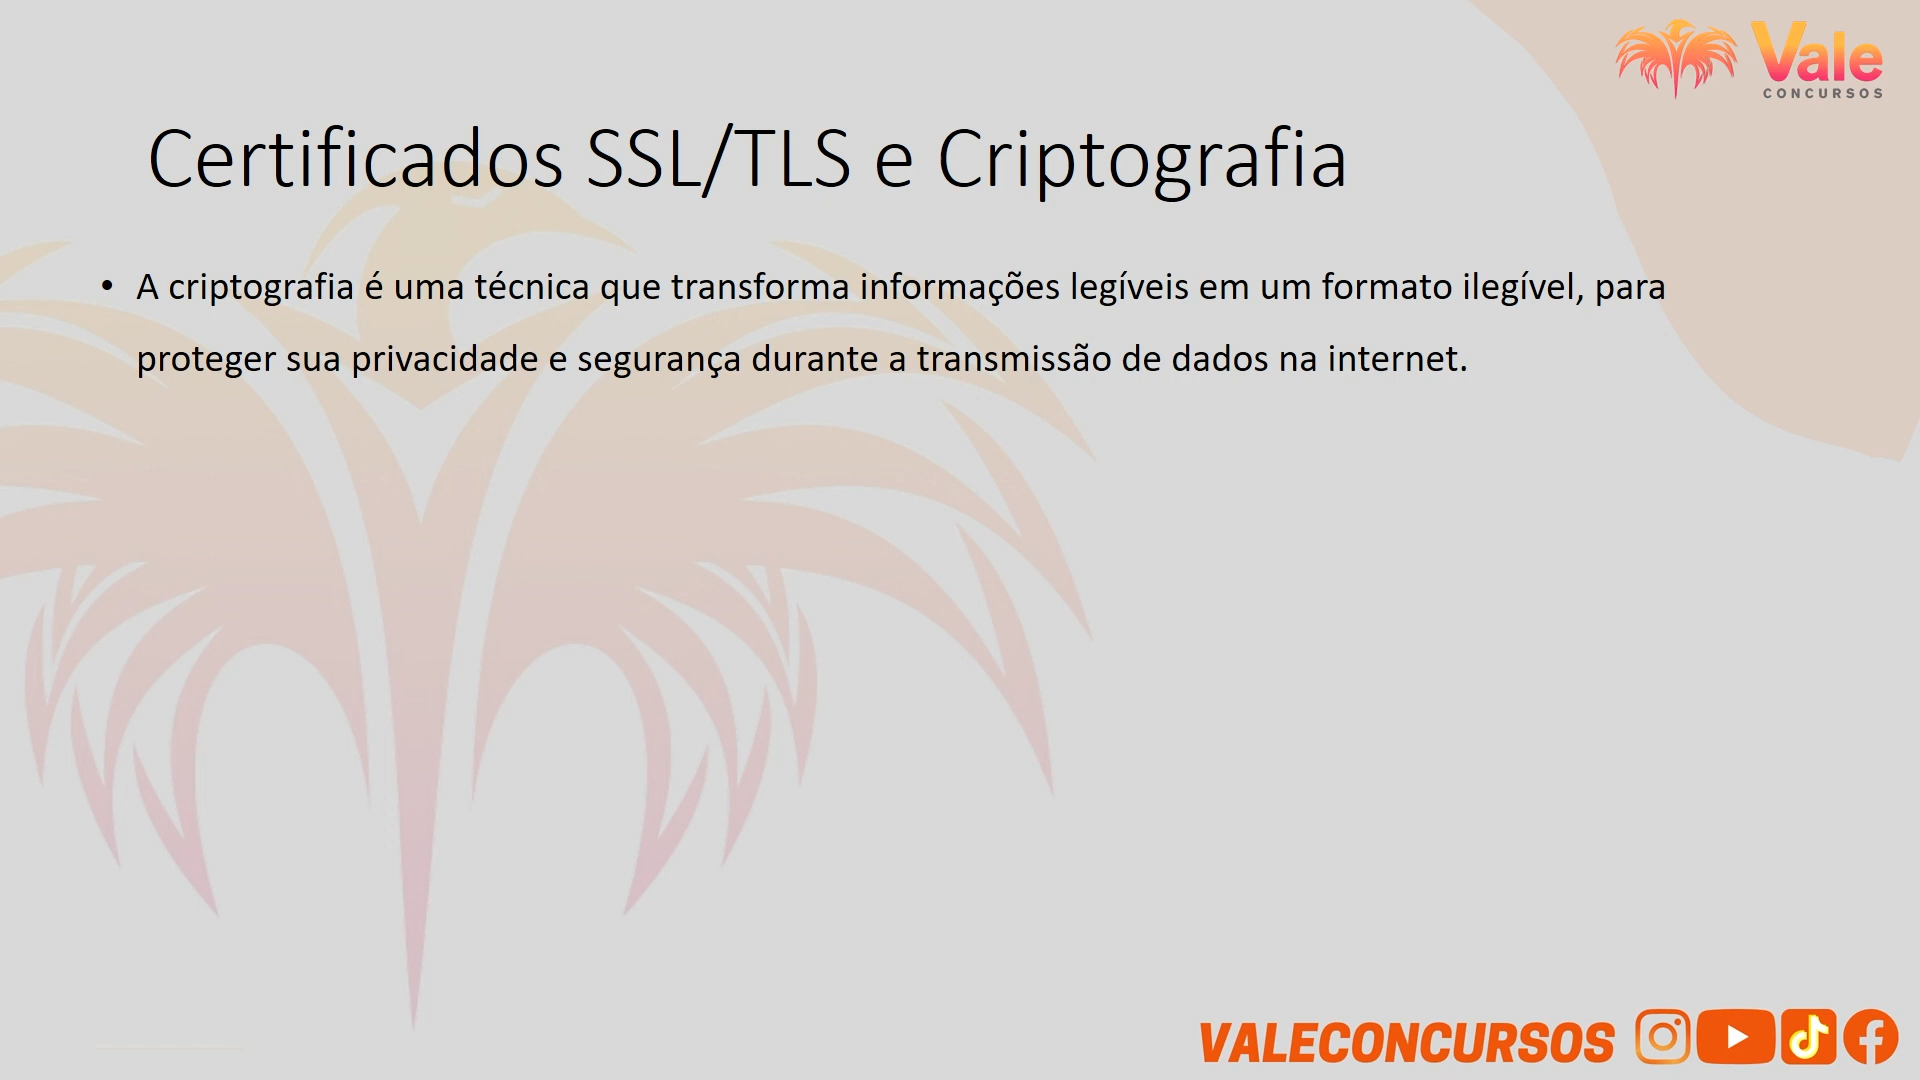 Vale
CONCURSOS
Certificados SSL/TLS e Criptografia
• A criptografia é uma técnica que transforma informações legíveis em um formato ilegível, para
proteger sua privacidade e segurança durante a transmissão de dados na internet.
VALECONCURSOS